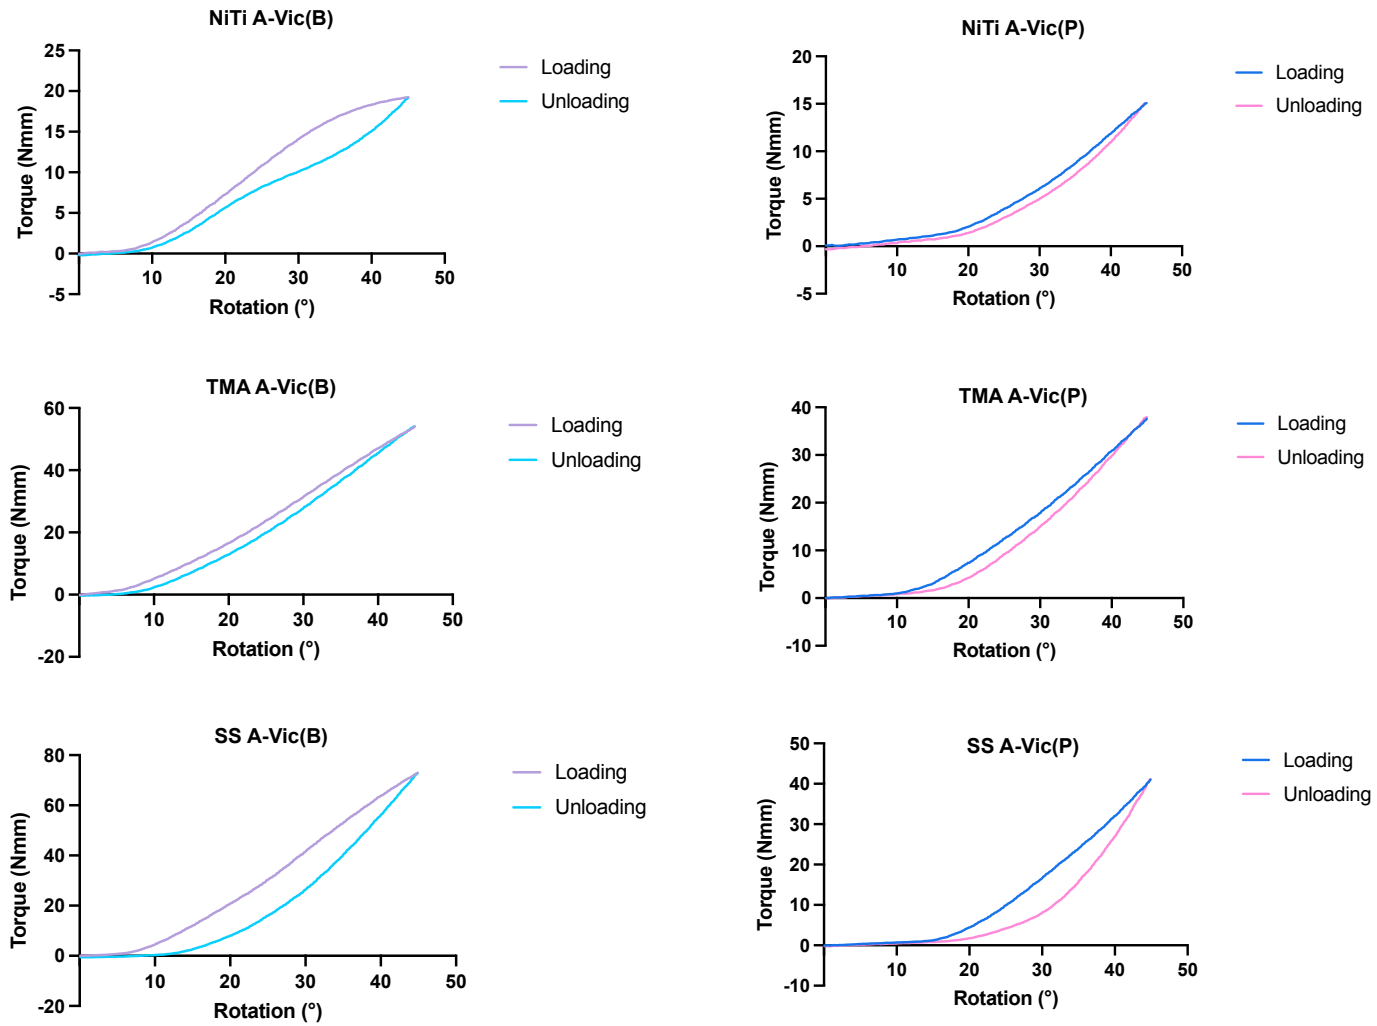 NiTi A-Vic(B)
25
20
15
10
5
0
-5
10
20
30
40
50
Torque (Nmm)
Rotation (°)
Loading
Unloading
NiTi A-Vic(P)
20
15
10
5
0
-5
10
20
30
40
50
Torque (Nmm)
Rotation (°)
Loading
Unloading
TMA A-Vic(B)
60
40
20
0
-20
10
20
30
40
50
Torque (Nmm)
Rotation (°)
Loading
Unloading
TMA A-Vic(P)
40
30
20
10
0
-10
10
20
30
40
50
Torque (Nmm)
Rotation (°)
Loading
Unloading
SS A-Vic(B)
80
60
40
20
0
-20
10
20
30
40
50
Torque (Nmm)
Rotation (°)
Loading
Unloading
SS A-Vic(P)
50
40
30
20
10
0
-10
10
20
30
40
50
Torque (Nmm)
Rotation (°)
Loading
Unloading